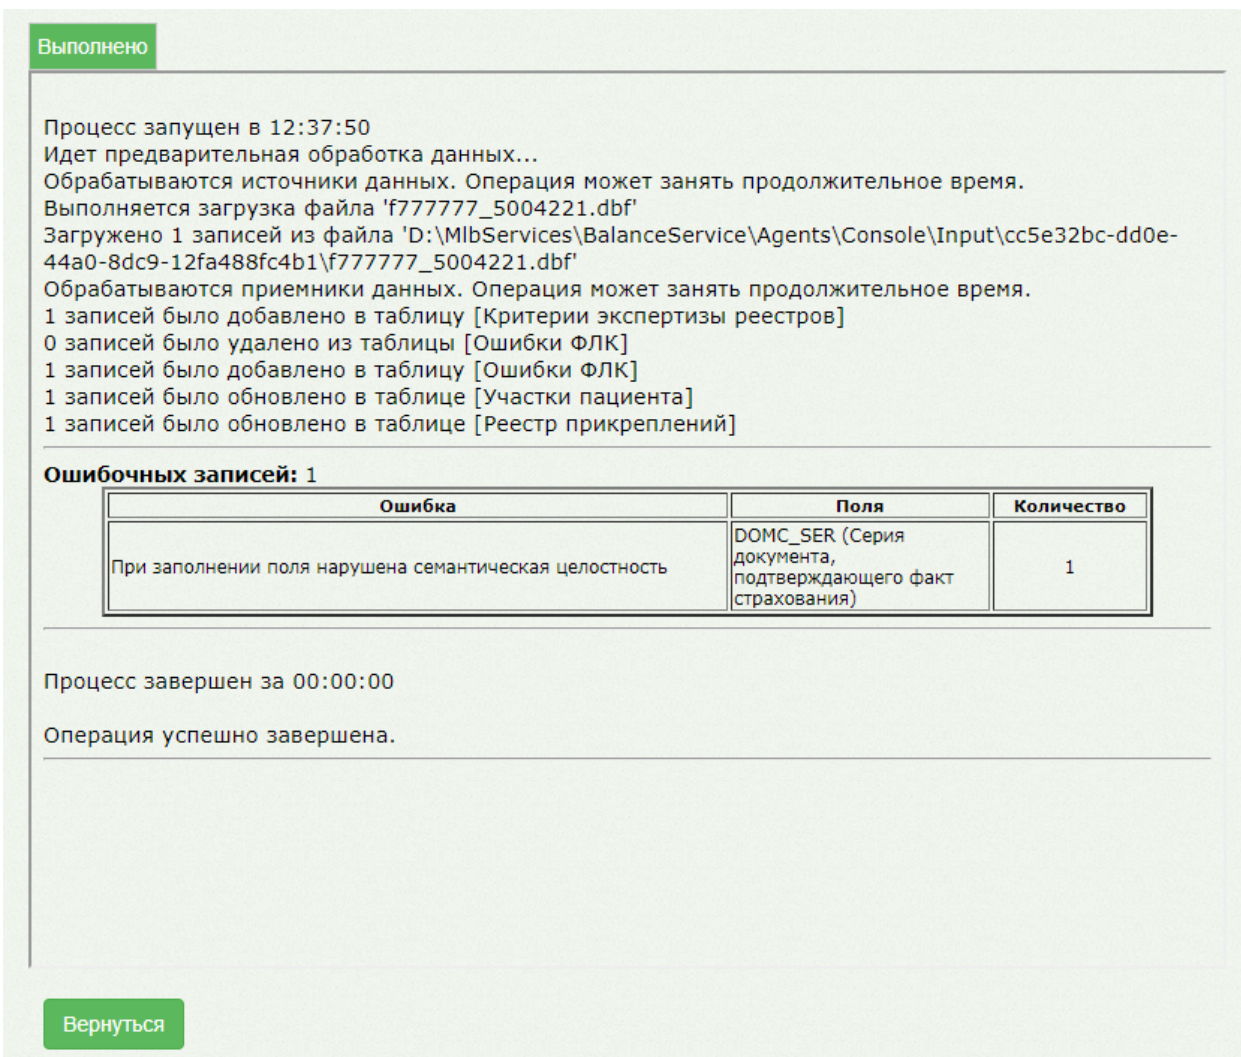 Выполнено
Процесс запущен в 12:37:50
Идет предварительная обработка данных...
Обрабатываются источники данных. Операция может занять продолжительное время.
Выполняется загрузка файла 'f777777_5004221.dbf'
Загружено 1 записей из файла 'D:\MlbServices\BalanceService\Agents\Console\Input\cc5e32bc-dd0e-
44a0-8dc9-12fa488fc4b1\f777777_5004221.dbf'
Обрабатываются приемники данных. Операция может занять продолжительное время.
1 записей было добавлено в таблицу [Критерии экспертизы реестров]
0 записей было удалено из таблицы [Ошибки ФЛК]
1 записей было добавлено в таблицу [Ошибки ФЛК]
1 записей было обновлено в таблице [Участки пациента]
1 записей было обновлено в таблице [Реестр прикреплений]
Ошибочных записей: 1
Ошибка Поля Количество
При заполнении поля нарушена семантическая целостность
DOMC_SER (Серия
документа,
подтверждающего факт
страхования)
1
Процесс завершен за 00:00:00
Операция успешно завершена.
Вернуться